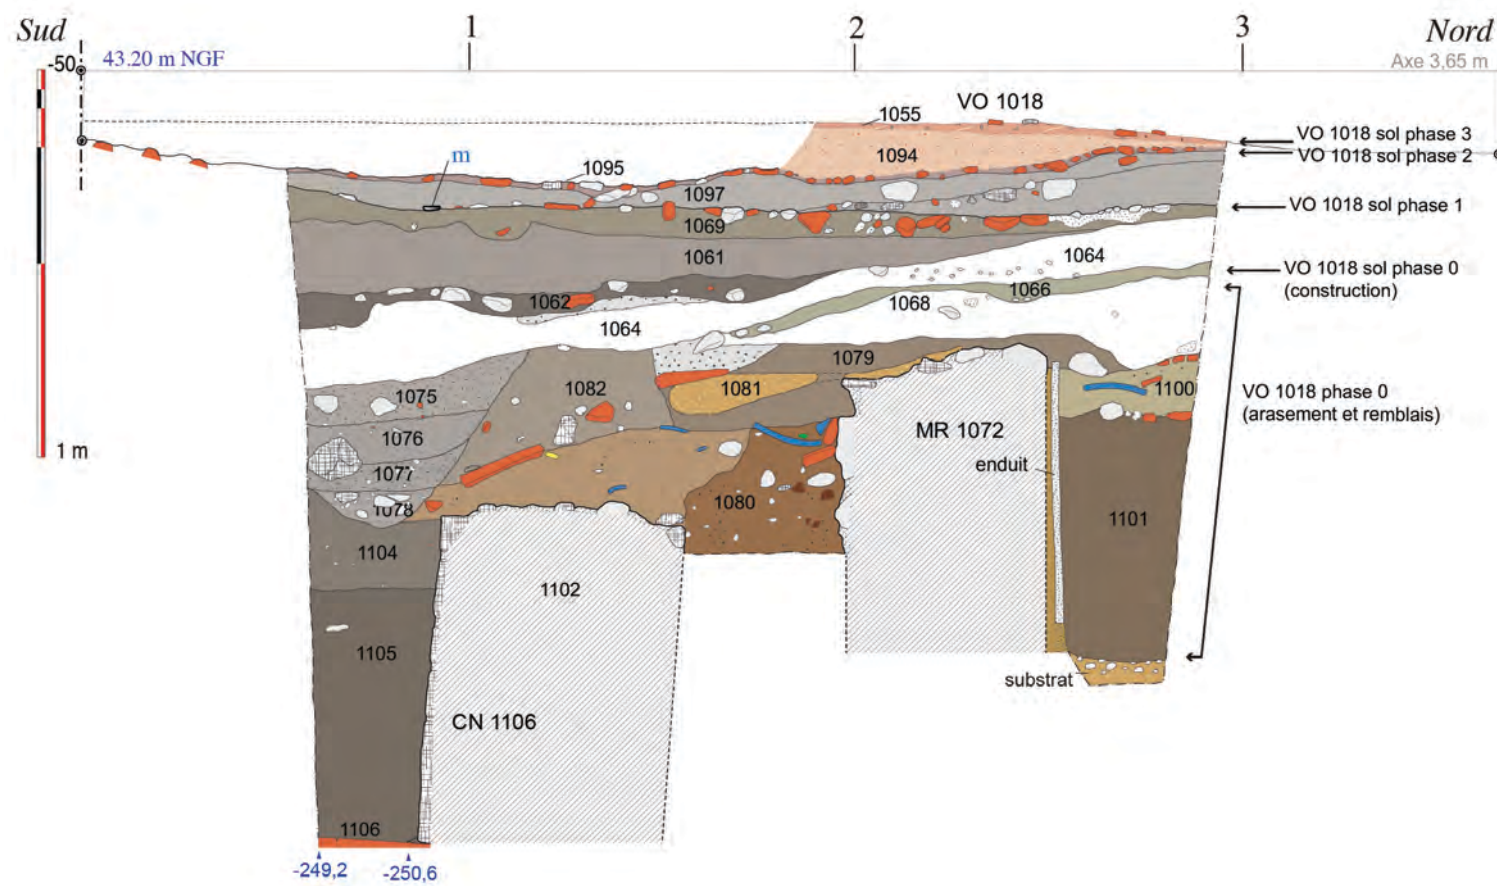 Sud
1
2
3
Nord
-50
43.20 m NGF
Axe 3,65 m
VO 1018
1055
VO 1018 sol phase 3
m
1095
1094
VO 1018 sol phase 2
1097
VO 1018 sol phase 1
1069
1061
1064
VO 1018 sol phase 0
(construction)
1062
1068
1066
1064
1079
1075
1082
1081
1100
VO 1018 phase 0
(arasement et remblais)
1076
MR 1072
1 m
1077
enduit
1078
1080
1101
1104
1102
1105
substrat
CN 1106
1106
-249,2
-250,6